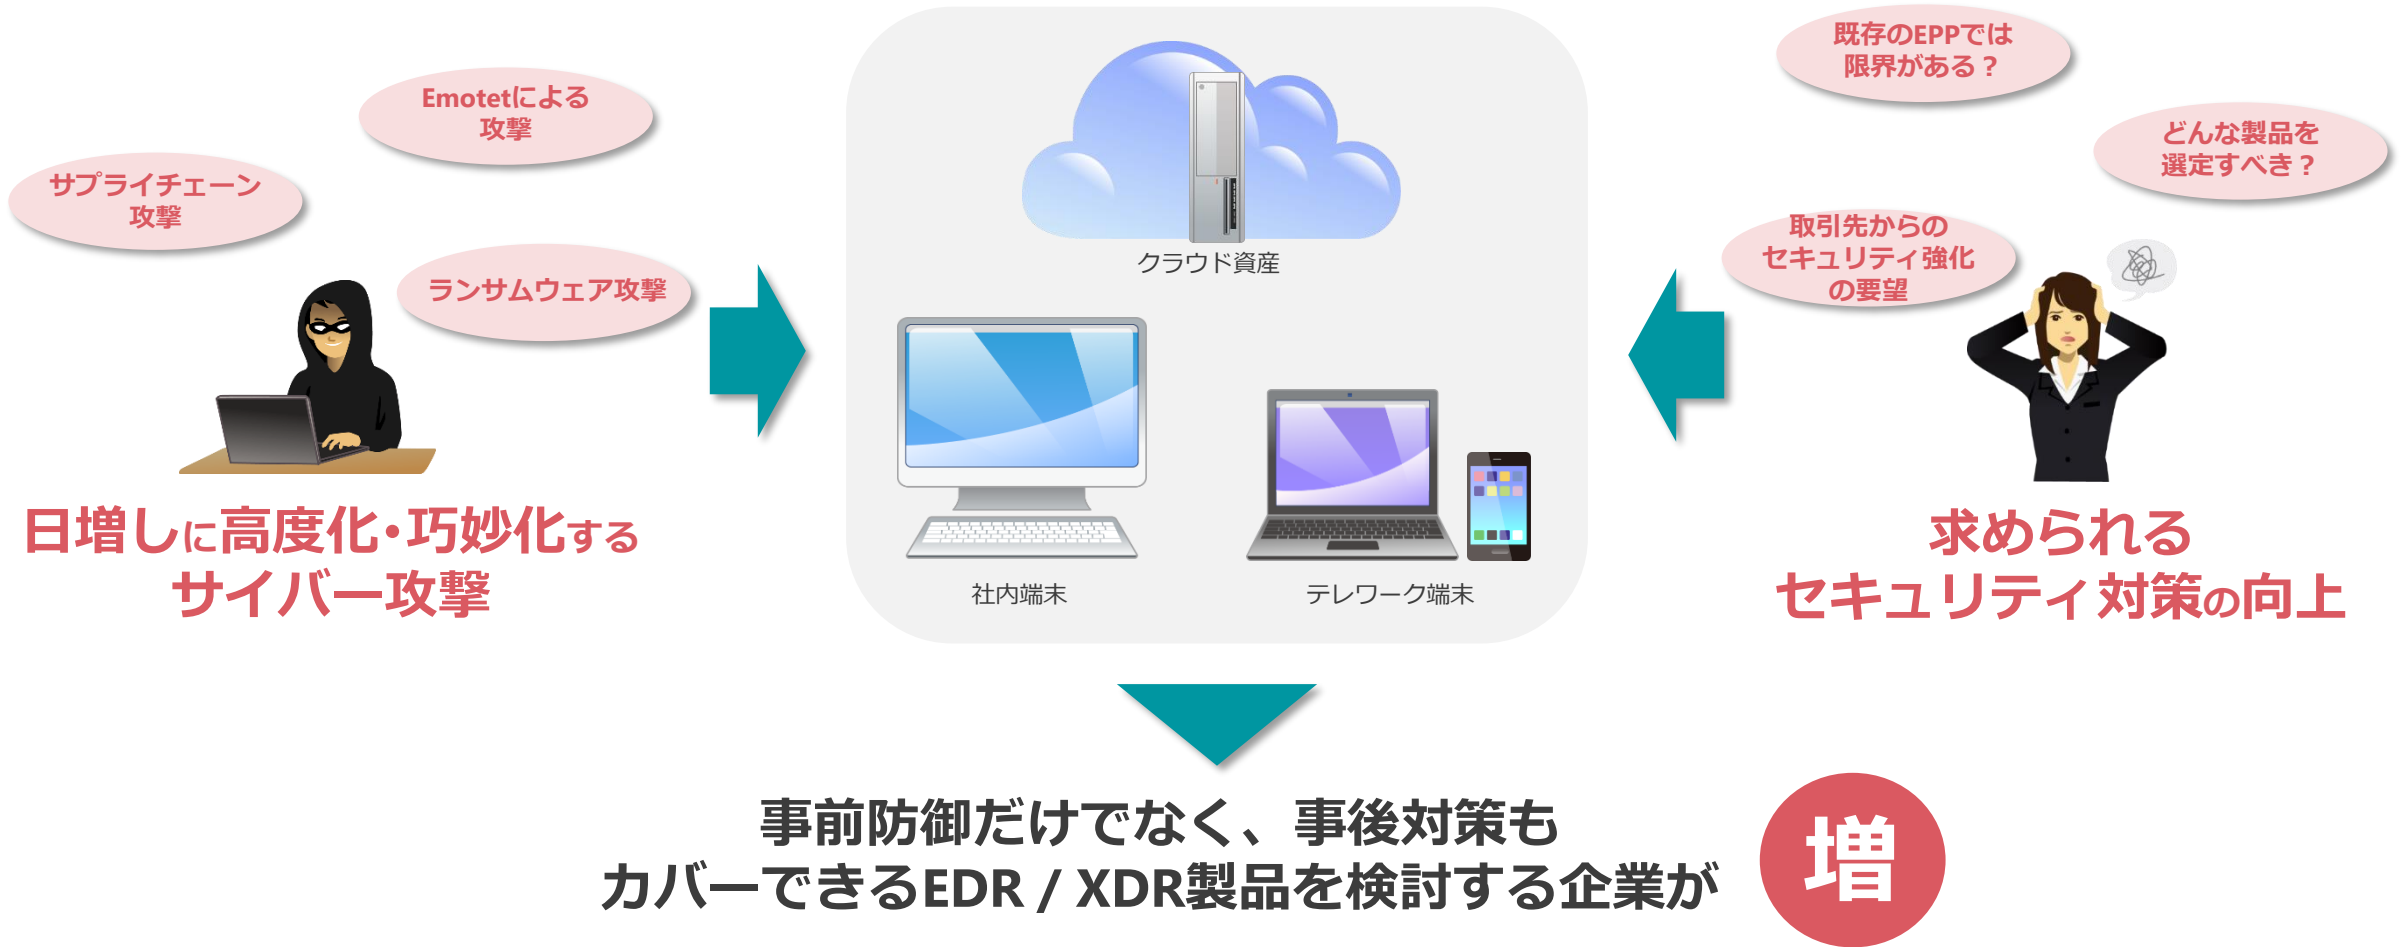 Emotetによる
攻撃
サプライチェーン
攻撃
ランサムウェア攻撃
日増しに高度化・巧妙化する
サイバー攻撃
クラウド資産
社内端末
テレワーク端末
既存のEPPでは
限界がある？
どんな製品を
選定すべき？
取引先からの
セキュリティ強化
の要望
求められる
セキュリティ対策の向上
事前防御だけでなく、事後対策も
カバーできるEDR / XDR製品を検討する企業が
増